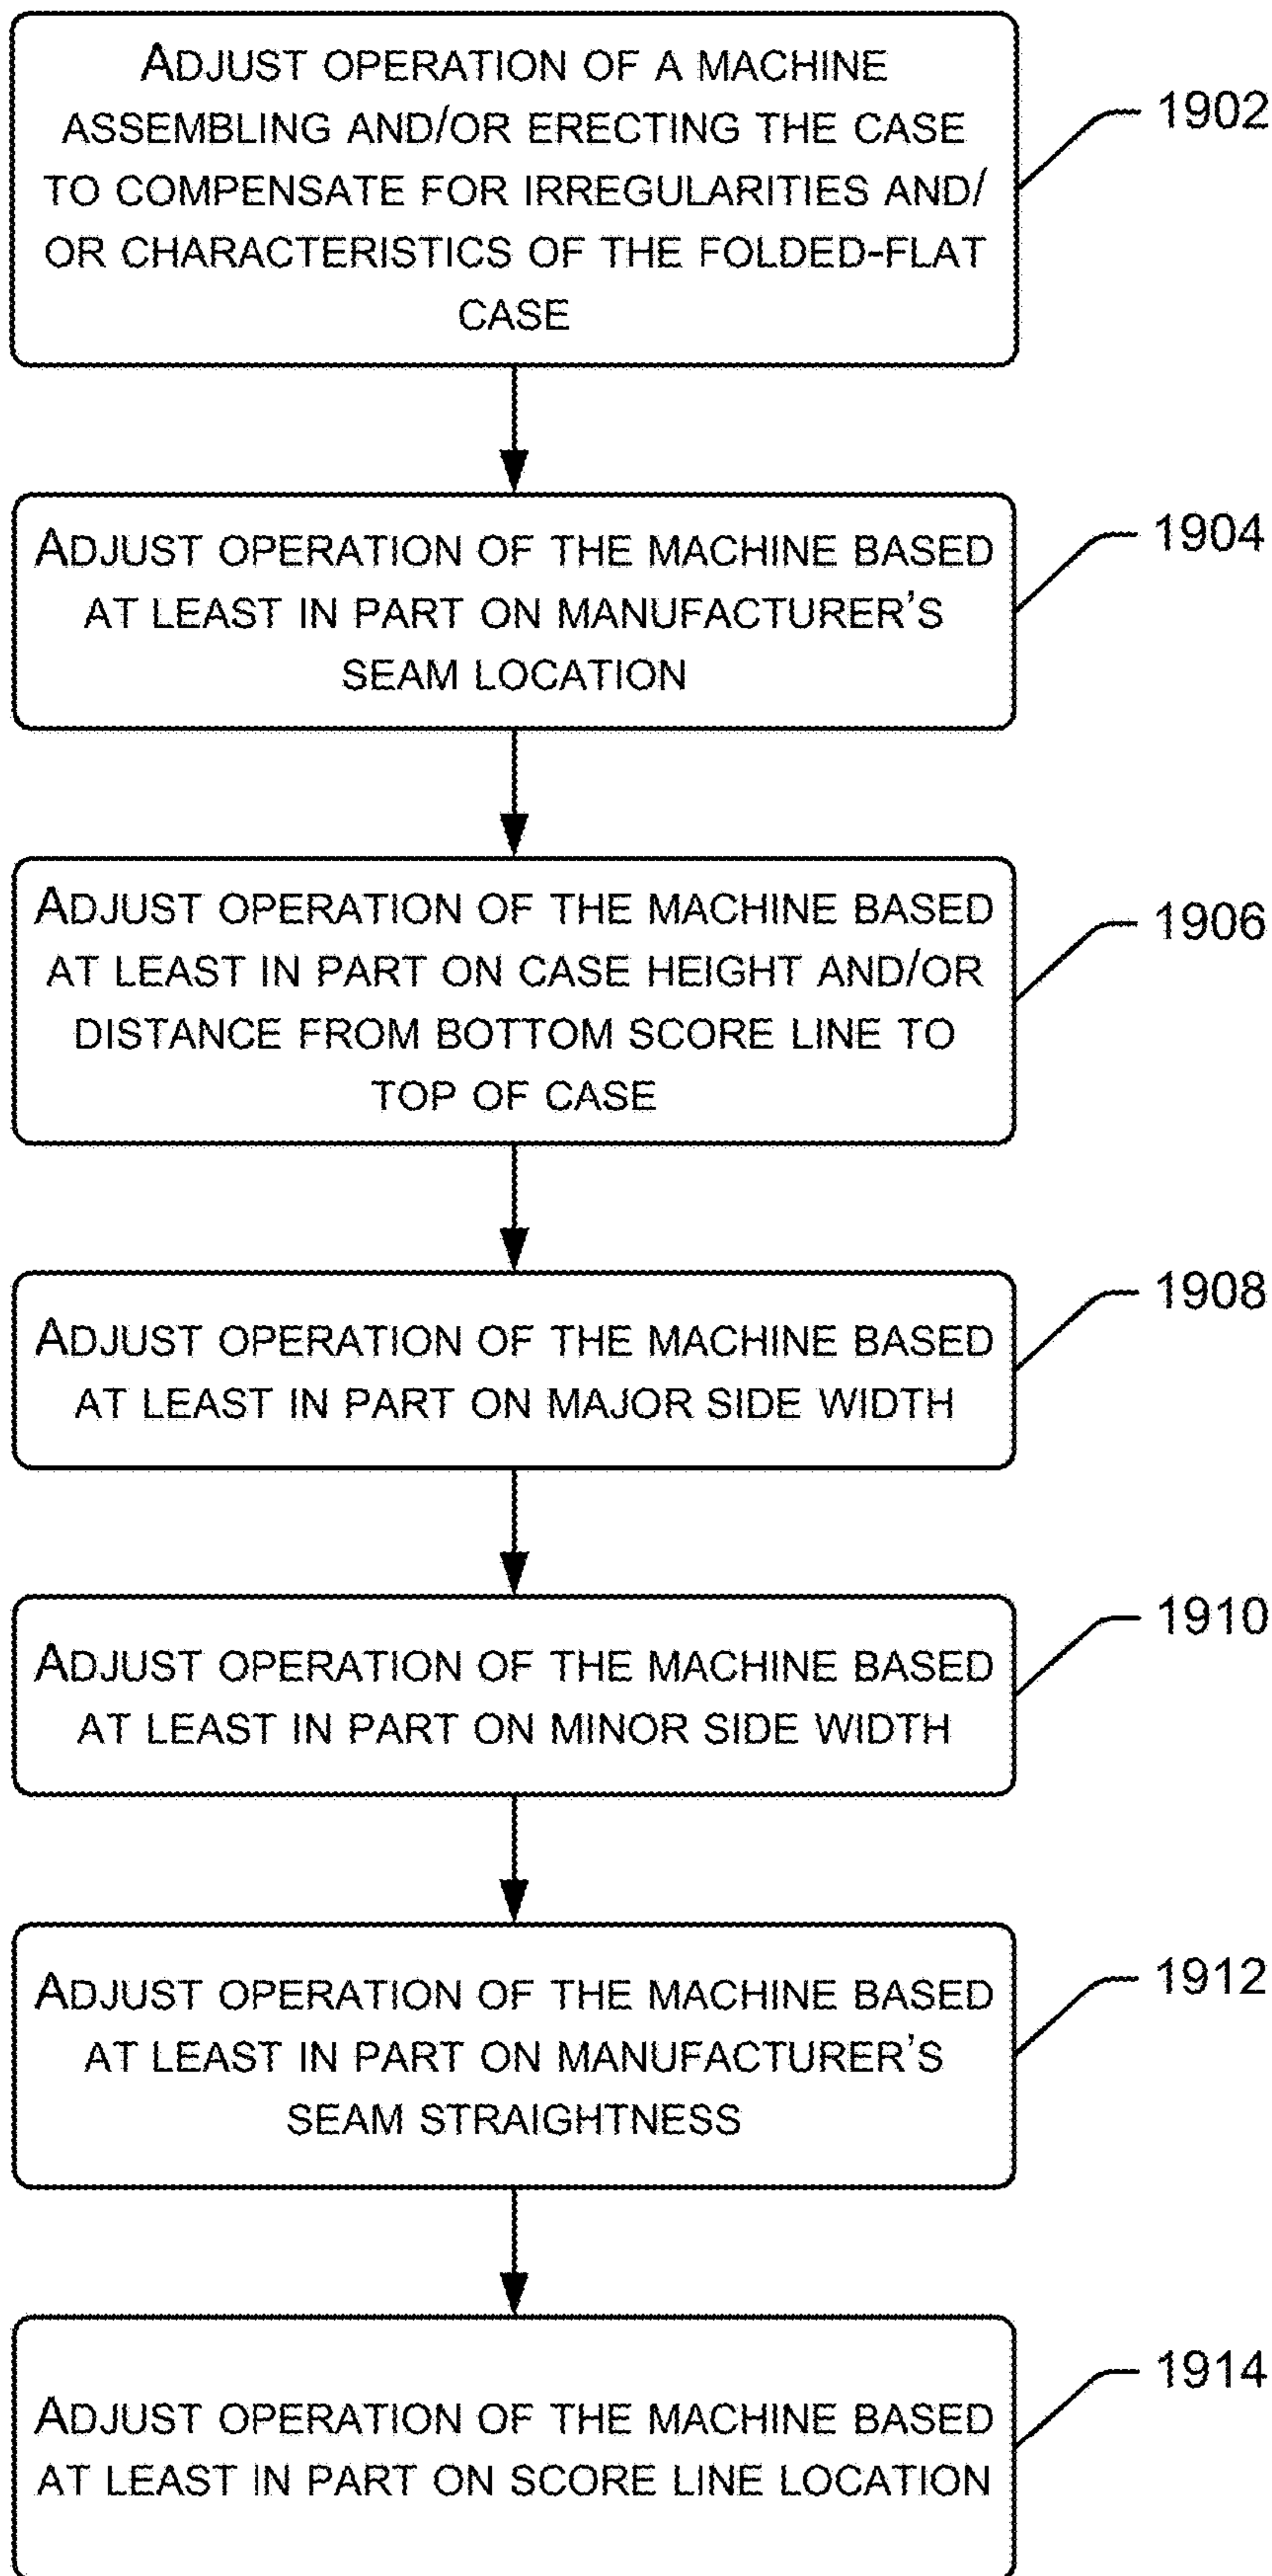 ADJUST OPERATION OF A MACHINE
ASSEMBLING AND/OR ERECTING THE CASE
TO COMPENSATE FOR IRREGULARITIES AND/
OR CHARACTERISTICS OF THE FOLDED-FLAT
CASE
1902
ADJUST OPERATION OF THE MACHINE BASED
AT LEAST IN PART ON MANUFACTURER'S
SEAM LOCATION
1904
ADJUST OPERATION OF THE MACHINE BASED
AT LEAST IN PART ON CASE HEIGHT AND/OR
DISTANCE FROM BOTTOM SCORE LINE TO
TOP OF CASE
1906
ADJUST OPERATION OF THE MACHINE BASED
AT LEAST IN PART ON MAJOR SIDE WIDTH
1908
ADJUST OPERATION OF THE MACHINE BASED
AT LEAST IN PART ON MINOR SIDE WIDTH
1910
ADJUST OPERATION OF THE MACHINE BASED
AT LEAST IN PART ON MANUFACTURER'S
SEAM STRAIGHTNESS
1912
ADJUST OPERATION OF THE MACHINE BASED
AT LEAST IN PART ON SCORE LINE LOCATION
1914